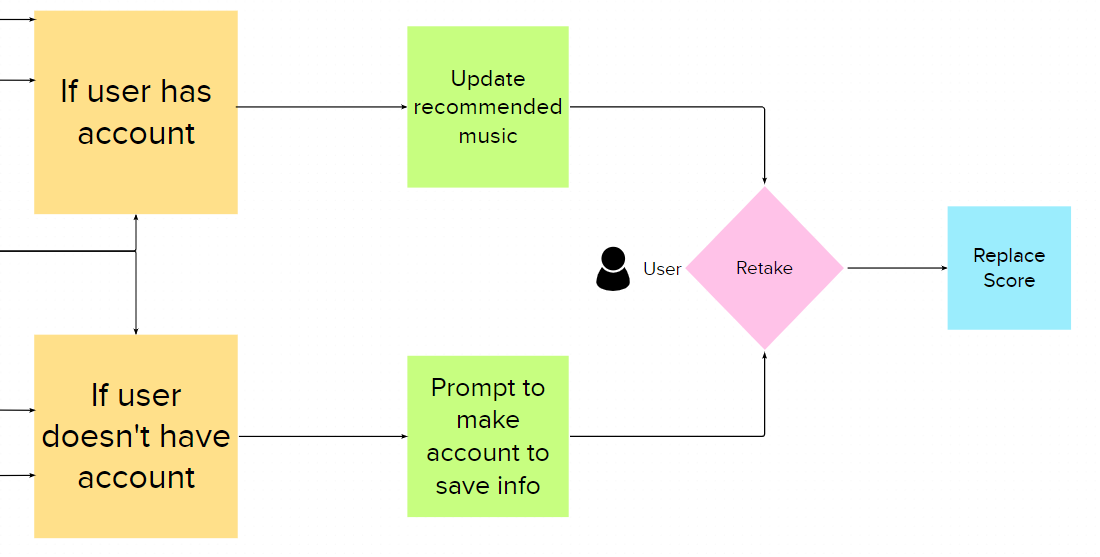 If user has
account
Update
recommended
music
User
Retake
Replace
Score
If user
doesn't have
account
Prompt to
make
account to
save info